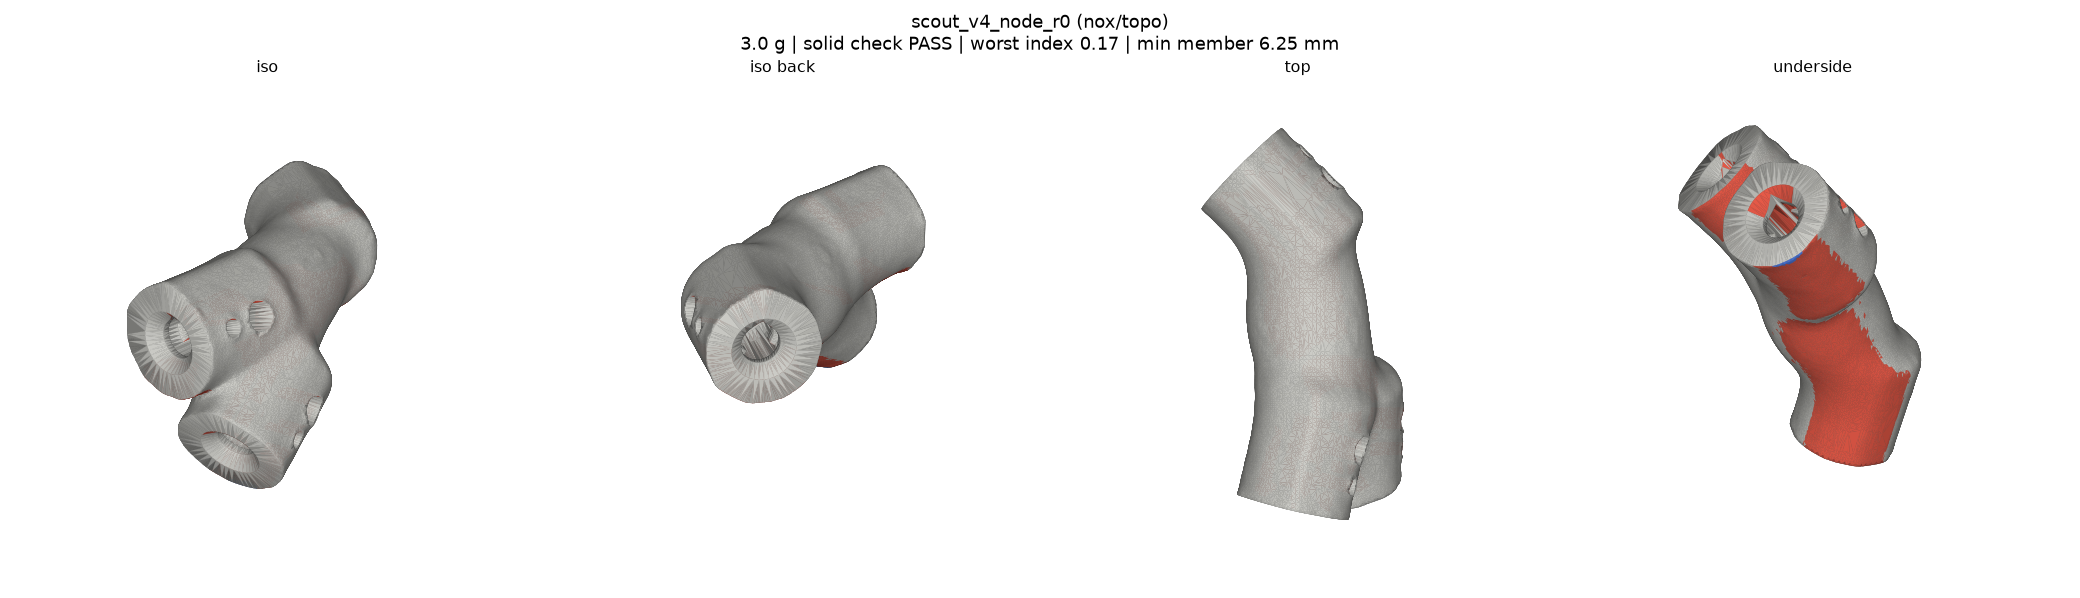 scout_v4_node_r0 (nox/topo)
3.0 g | solid check PASS | worst index 0.17 | min member 6.25 mm
iso
iso back
top
underside